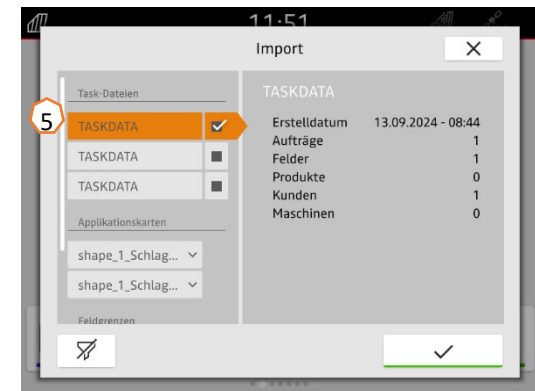 11:51
Import
Task-Dateien
TASKDATA
5
TASKDATA
TASKDATA
TASKDATA
Applikationskarten
shape_1_Schlag...
shape_1_Schlag...
Feldgrenzen
Erstelldatum 13.09.2024 - 08:44
Aufträge 1
Felder 1
Produkte 0
Kunden 1
Maschinen 0